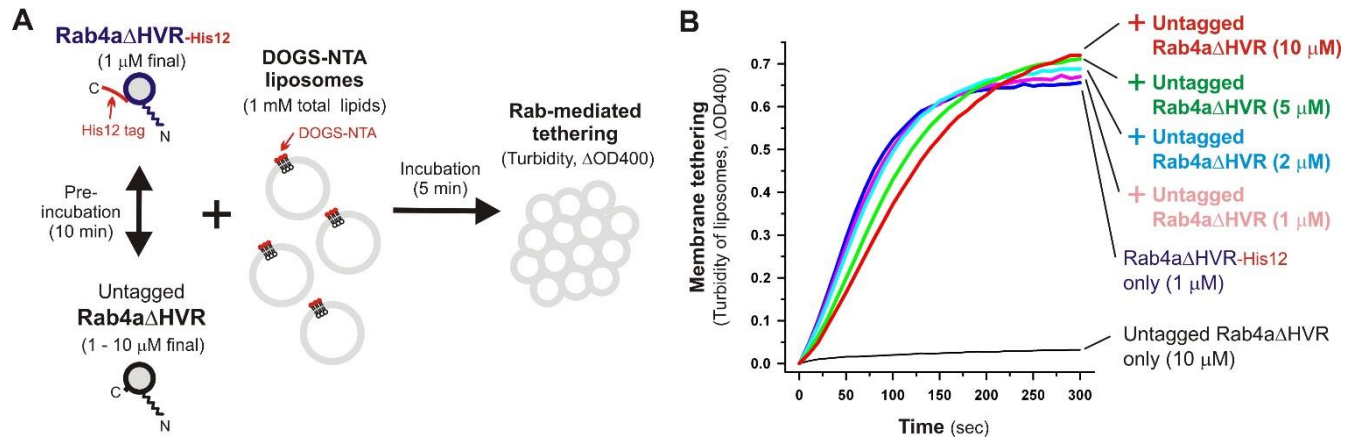 A
Rab4aΔHVR-His12
(1 μM final)
C
His12 tag
N
Pre-
incubation
(10 min)
Untagged
Rab4aΔHVR
(1 - 10 μM final)
C
N
+
DOGS-NTA
liposomes
(1 mM total lipids)
DOGS-NTA
Incubation
(5 min)
Rab-mediated
tethering
(Turbidity, ΔOD400)
B
Membrane tethering
(Turbidity of liposomes, ΔOD400)
0.7
0.6
0.5
0.4
0.3
0.2
0.1
0.0
0 50 100 150 200 250 300
Time (sec)
+ Untagged
Rab4aΔHVR (10 μM)
+ Untagged
Rab4aΔHVR (5 μM)
+ Untagged
Rab4aΔHVR (2 μM)
+ Untagged
Rab4aΔHVR (1 μM)
Rab4aΔHVR-His12
only (1 μM)
Untagged Rab4aΔHVR
only (10 μM)